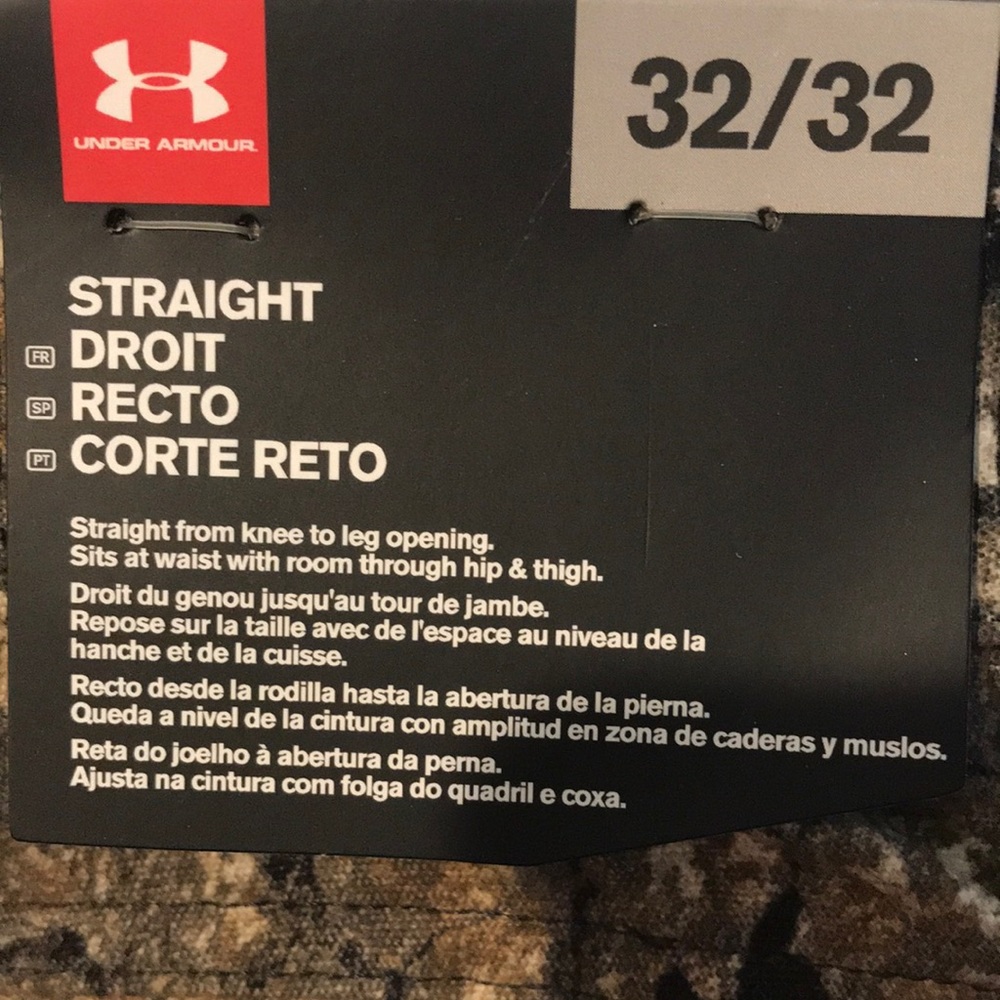 UNDER ARMOUR.
32/32
STRAIGHT
FR DROIT
SP RECTO
PT CORTE RETO
Straight from knee to leg opening.
Sits at waist with room through hip & thigh.
Droit du genou jusqu'au tour de jambe.
Repose sur la taille avec de l'espace au niveau de la
hanche et de la cuisse.
Recto desde la rodilla hasta la abertura de la pierna.
Queda a nivel de la cintura con amplitud en zona de caderas y muslos.
Reta do joelho à abertura da perna.
Ajusta na cintura com folga do quadril e coxa.